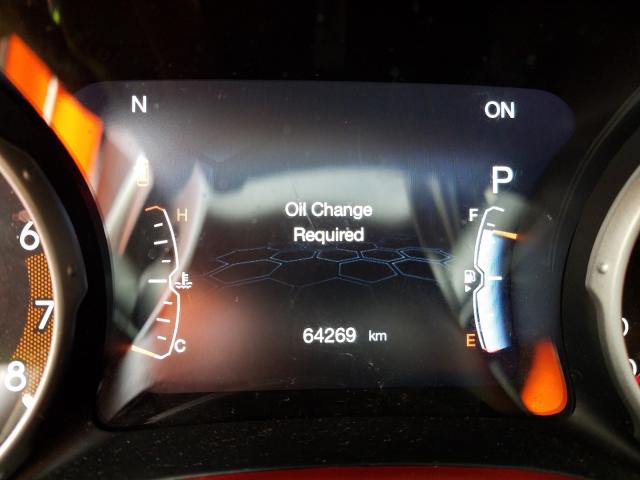 N
ON
P
H
F
Oil Change
Required
6
7
8
C
E
64269 km